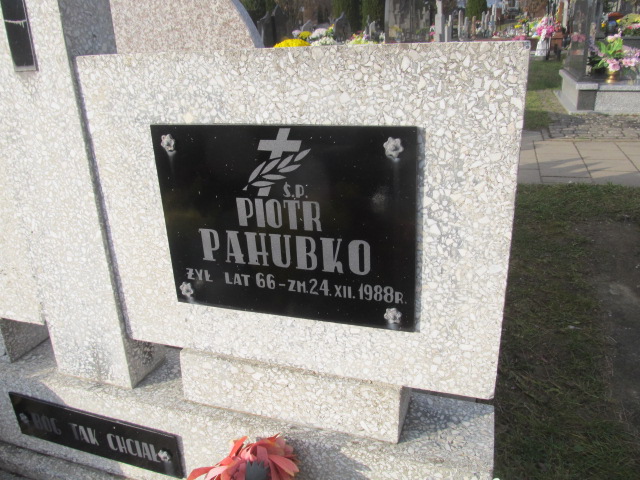 Ś.P.
PIOTR
PAHUBKO
ŻYŁ LAT 66 - ZM. 24. XII. 1988 R.
BÓG TAK CHCIAŁ